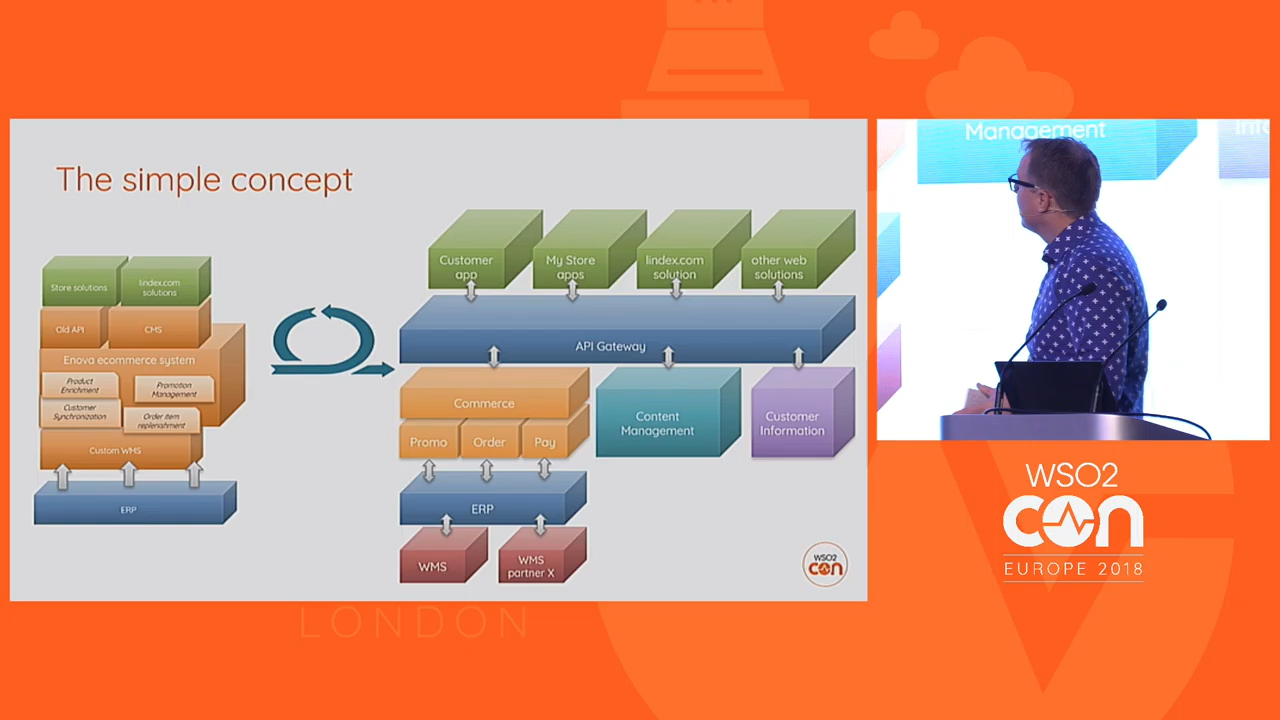 The simple concept
Store solutions
lindex.com
solutions
Old API
CMS
Enova ecommerce system
Product
Enrichment
Promotion
Management
Customer
Synchronization
Order item
replenishment
Custom WMS
ERP
Customer
app
My Store
apps
lindex.com
solution
other web
solutions
API Gateway
Commerce
Promo
Order
Pay
Content
Management
Customer
Information
ERP
WMS
WMS
partner X
WSO2
con
Management
WSO2
con
EUROPE 2018
LONDON